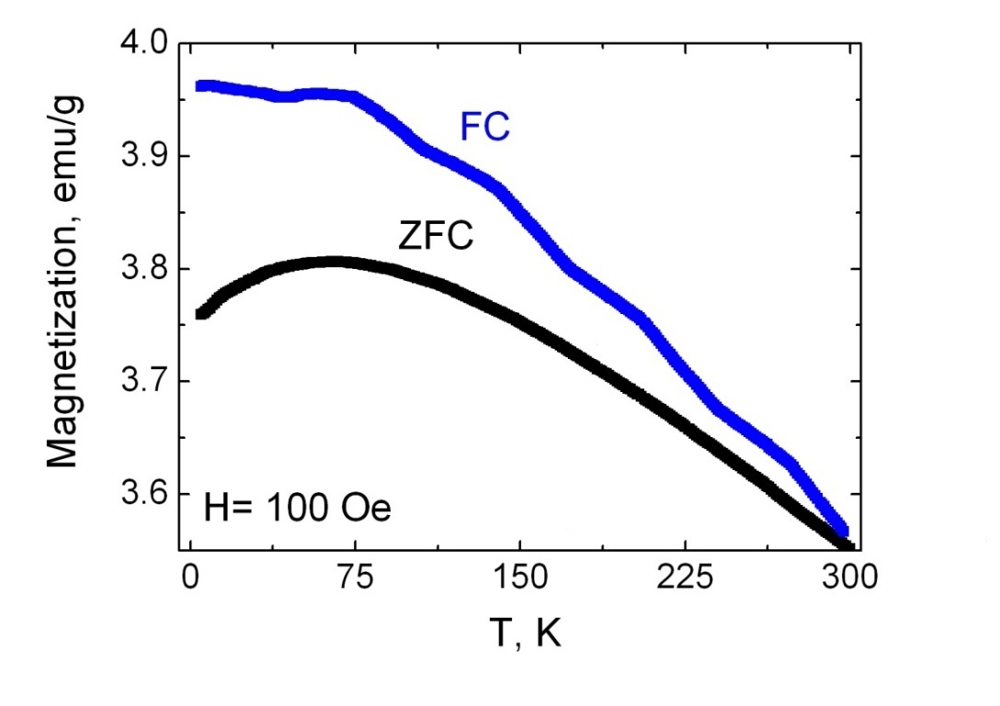 4.0
3.9
3.8
3.7
3.6
Magnetization, emu/g
FC
ZFC
H= 100 Oe
0 75 150 225 300
T, K